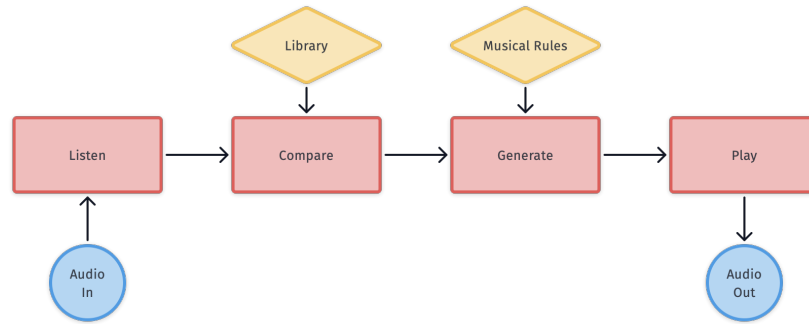 Library
Musical Rules
Listen
Compare
Generate
Play
Audio
In
Audio
Out